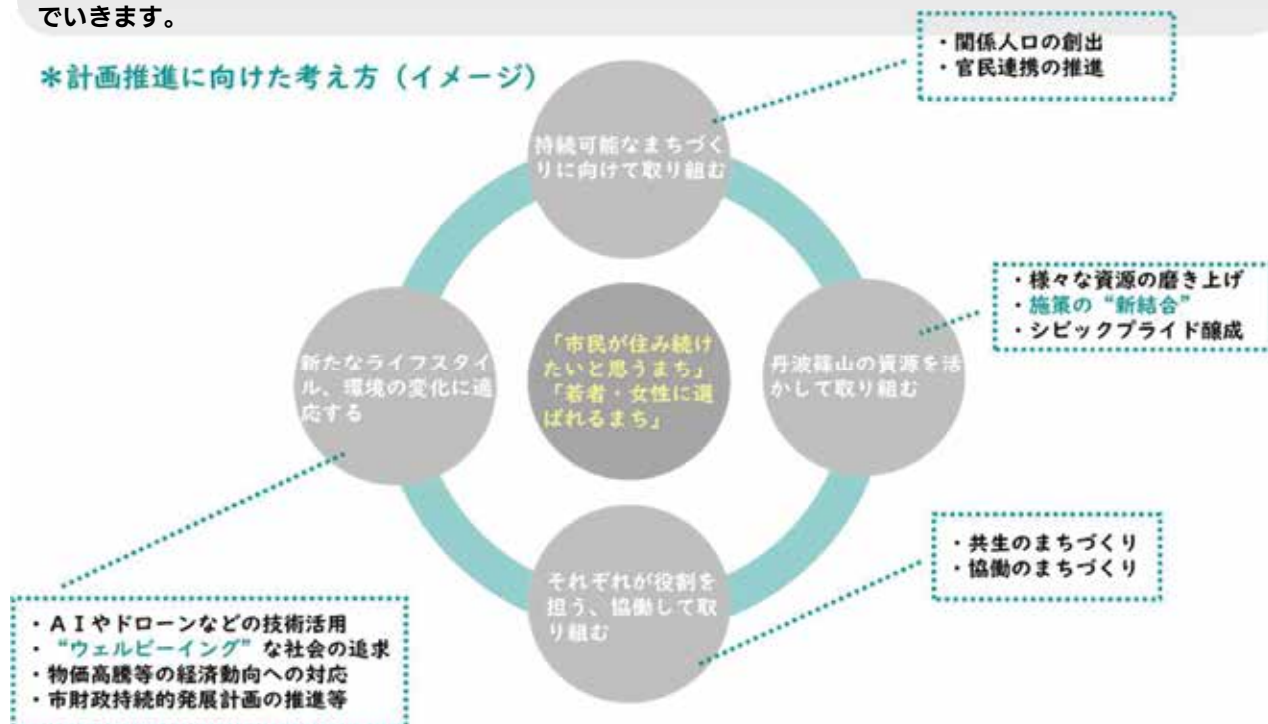 でいきます。
＊計画推進に向けた考え方（イメージ）
・関係人口の創出
・官民連携の推進
持続可能なまちづく
りに向けて取り組む
・様々な資源の磨き上げ
・施策の“新結合”
・シビックプライド醸成
新たなライフスタイ
ル、環境の変化に適
応する
「市民が住み続け
たいと思うまち」
「若者・女性に選
ばれるまち」
丹波篠山の資源を活
かして取り組む
・共生のまちづくり
・協働のまちづくり
それぞれが役割を
担う、協働して取
り組む
・ＡＩやドローンなどの技術活用
・“ウェルビーイング”な社会の追求
・物価高騰等の経済動向への対応
・市財政持続的発展計画の推進等